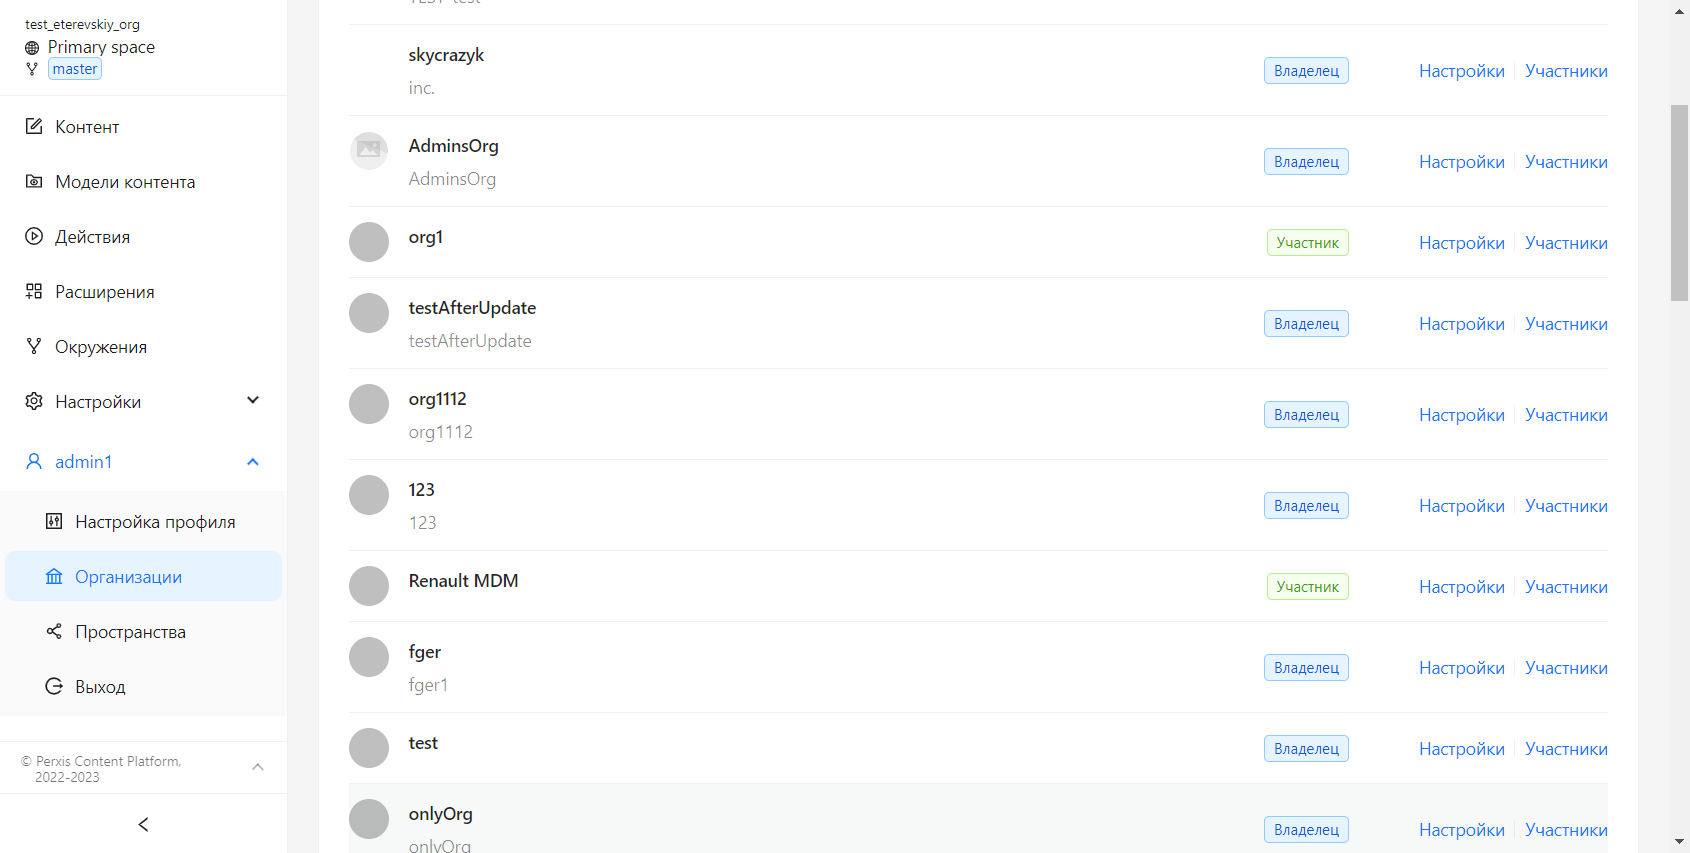 test_eterevskiy_org
Primary space
master
Контент
Модели контента
Действия
Расширения
Окружения
Настройки
admin1
Настройка профиля
Организации
Пространства
Выход
© Perxis Content Platform,
2022-2023
skycrazyk
inc.
Владелец Настройки Участники
AdminsOrg
AdminsOrg
Владелец Настройки Участники
org1
Участник Настройки Участники
testAfterUpdate
testAfterUpdate
Владелец Настройки Участники
org1112
org1112
Владелец Настройки Участники
123
123
Владелец Настройки Участники
Renault MDM
Участник Настройки Участники
fger
fger1
Владелец Настройки Участники
test
Владелец Настройки Участники
onlyOrg
onlyOrg
Владелец Настройки Участники